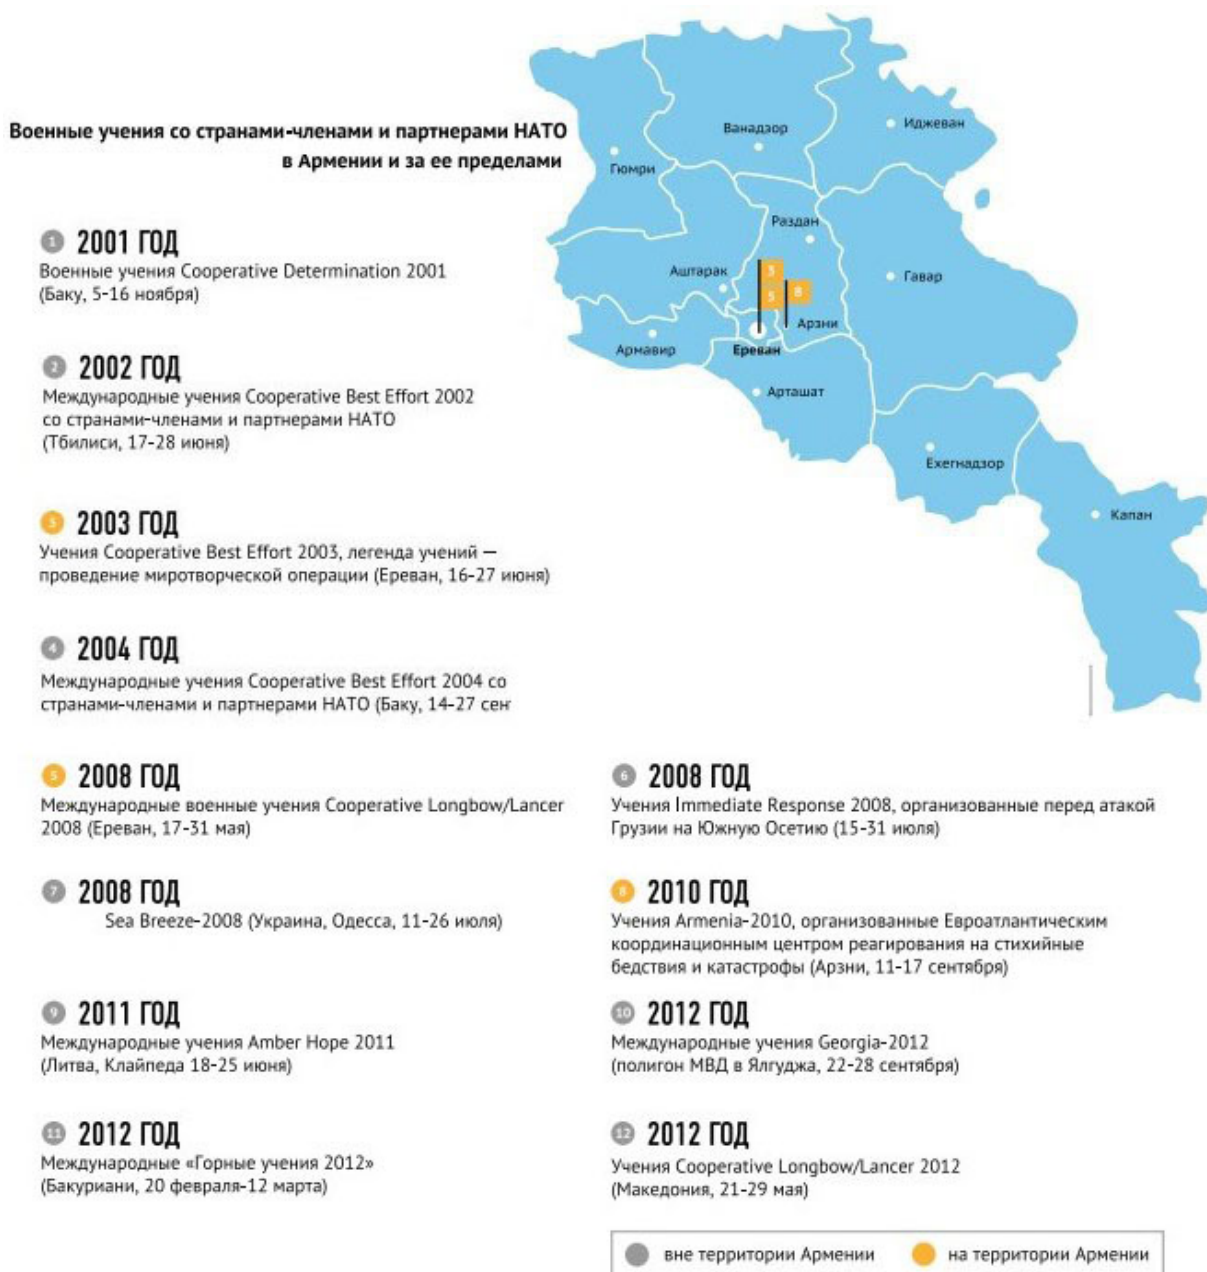 Военные учения со странами-членами и партнерами НАТО
в Армении и за ее пределами
Гюмри
Ванадзор
Иджеван
Раздан
Аштарак
Гавар
3
5
8
Арзни
Армавир
Ереван
Арташат
Ехегнадзор
Капан
1 2001 ГОД
Военные учения Cooperative Determination 2001
(Баку, 5-16 ноября)
2 2002 ГОД
Международные учения Cooperative Best Effort 2002
со странами-членами и партнерами НАТО
(Тбилиси, 17-28 июня)
3 2003 ГОД
Учения Cooperative Best Effort 2003, легенда учений —
проведение миротворческой операции (Ереван, 16-27 июня)
4 2004 ГОД
Международные учения Cooperative Best Effort 2004 со
странами-членами и партнерами НАТО (Баку, 14-27 сен
5 2008 ГОД
Международные военные учения Cooperative Longbow/Lancer
2008 (Ереван, 17-31 мая)
6 2008 ГОД
Учения Immediate Response 2008, организованные перед атакой
Грузии на Южную Осетию (15-31 июля)
7 2008 ГОД
Sea Breeze-2008 (Украина, Одесса, 11-26 июля)
8 2010 ГОД
Учения Armenia-2010, организованные Евроатлантическим
координационным центром реагирования на стихийные
бедствия и катастрофы (Арзни, 11-17 сентября)
9 2011 ГОД
Международные учения Amber Hope 2011
(Литва, Клайпеда 18-25 июня)
10 2012 ГОД
Международные учения Georgia-2012
(полигон МВД в Ялгуджа, 22-28 сентября)
11 2012 ГОД
Международные «Горные учения 2012»
(Бакуриани, 20 февраля-12 марта)
12 2012 ГОД
Учения Cooperative Longbow/Lancer 2012
(Македония, 21-29 мая)
вне территории Армении
на территории Армении